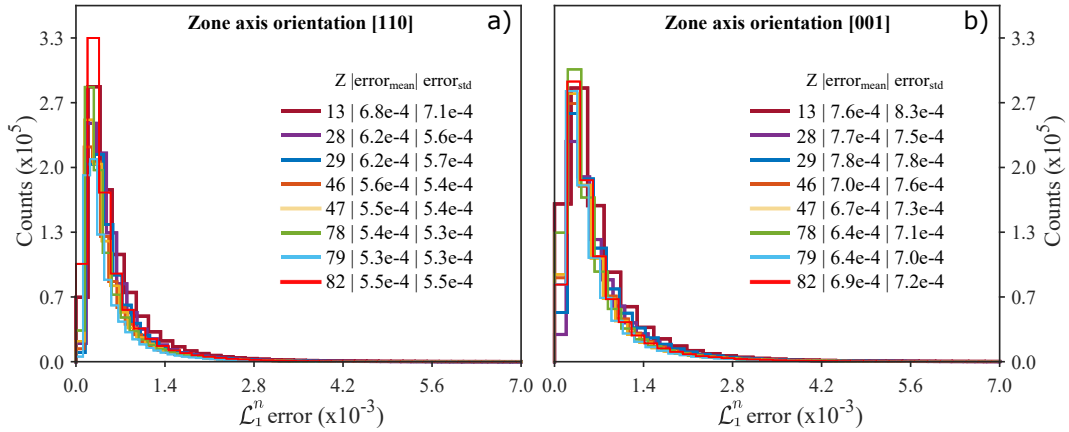 Zone axis orientation [110] a)
Z |error_mean| error_std
13 | 6.8e-4 | 7.1e-4
28 | 6.2e-4 | 5.6e-4
29 | 6.2e-4 | 5.7e-4
46 | 5.6e-4 | 5.4e-4
47 | 5.5e-4 | 5.4e-4
78 | 5.4e-4 | 5.3e-4
79 | 5.3e-4 | 5.3e-4
82 | 5.5e-4 | 5.5e-4
Counts (x10^5)
3.3
2.7
2.0
1.3
0.7
0.0
0.0 1.4 2.8 4.2 5.6 7.0
ℒ_1^n error (x10^-3)
Zone axis orientation [001] b)
Z |error_mean| error_std
13 | 7.6e-4 | 8.3e-4
28 | 7.7e-4 | 7.5e-4
29 | 7.8e-4 | 7.8e-4
46 | 7.0e-4 | 7.6e-4
47 | 6.7e-4 | 7.3e-4
78 | 6.4e-4 | 7.1e-4
79 | 6.4e-4 | 7.0e-4
82 | 6.9e-4 | 7.2e-4
3.3
2.7
2.0
1.3
0.7
0.0
Counts (x10^5)
0.0 1.4 2.8 4.2 5.6 7.0
ℒ_1^n error (x10^-3)